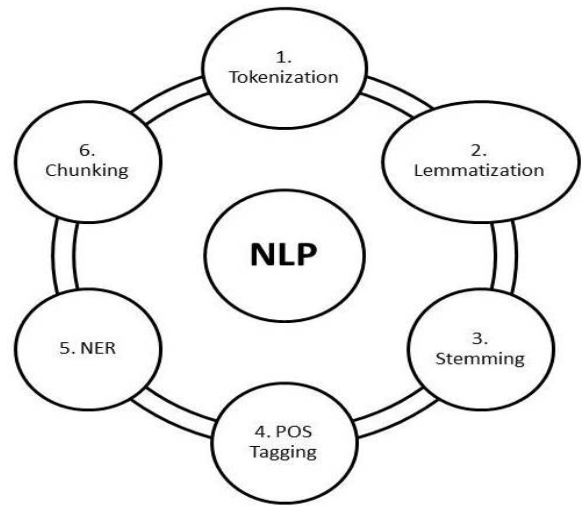 1.
Tokenization
2.
Lemmatization
3.
Stemming
4. POS
Tagging
5. NER
6.
Chunking
NLP